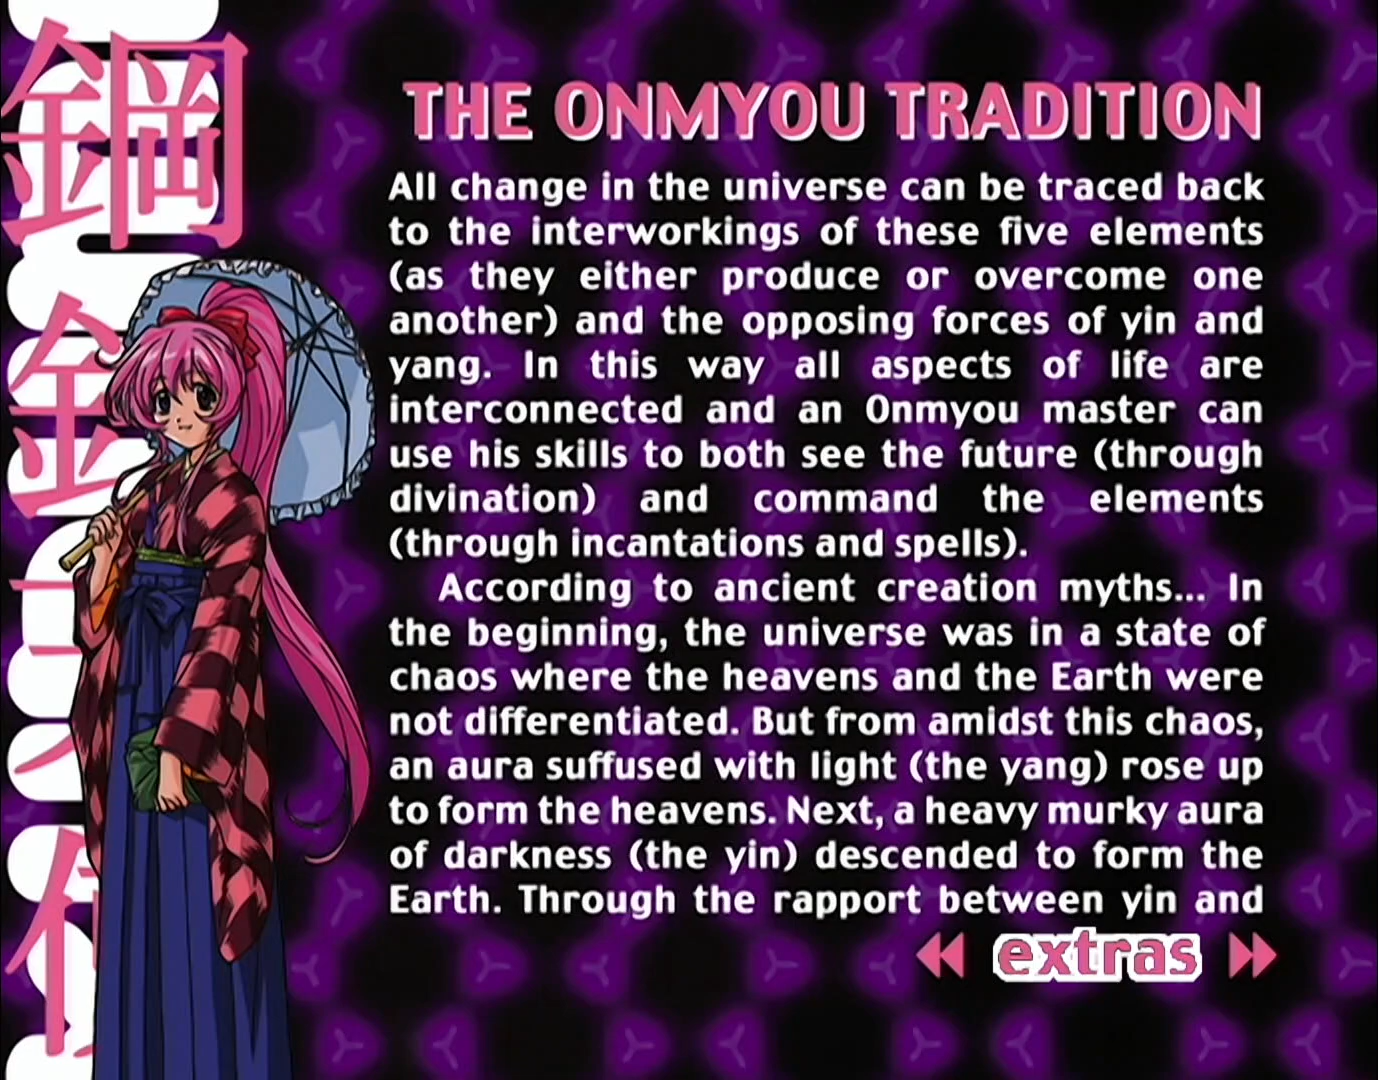 鋼鉄天使
THE ONMYOU TRADITION
All change in the universe can be traced back
to the interworkings of these five elements
(as they either produce or overcome one
another) and the opposing forces of yin and
yang. In this way all aspects of life are
interconnected and an Onmyou master can
use his skills to both see the future (through
divination) and command the elements
(through incantations and spells).
According to ancient creation myths... In
the beginning, the universe was in a state of
chaos where the heavens and the Earth were
not differentiated. But from amidst this chaos,
an aura suffused with light (the yang) rose up
to form the heavens. Next, a heavy murky aura
of darkness (the yin) descended to form the
Earth. Through the rapport between yin and
extras